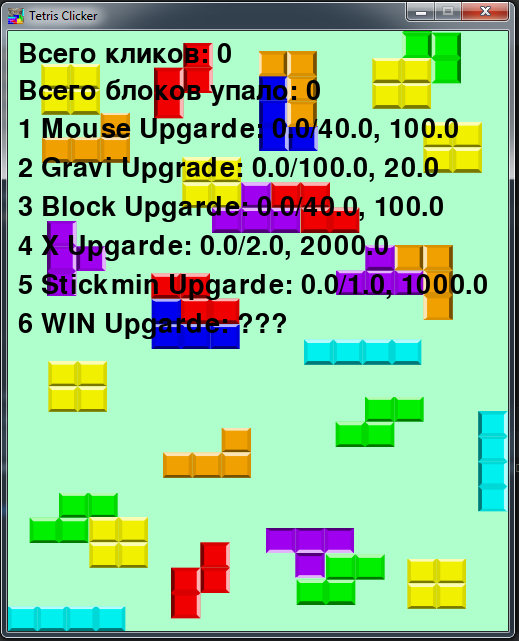 Tetris Clicker
Всего кликов: 0
Всего блоков упало: 0
1 Mouse Upgarde: 0.0/40.0, 100.0
2 Gravi Upgrade: 0.0/100.0, 20.0
3 Block Upgarde: 0.0/40.0, 100.0
4 X Upgarde: 0.0/2.0, 2000.0
5 Stickmin Upgarde: 0.0/1.0, 1000.0
6 WIN Upgarde: ???